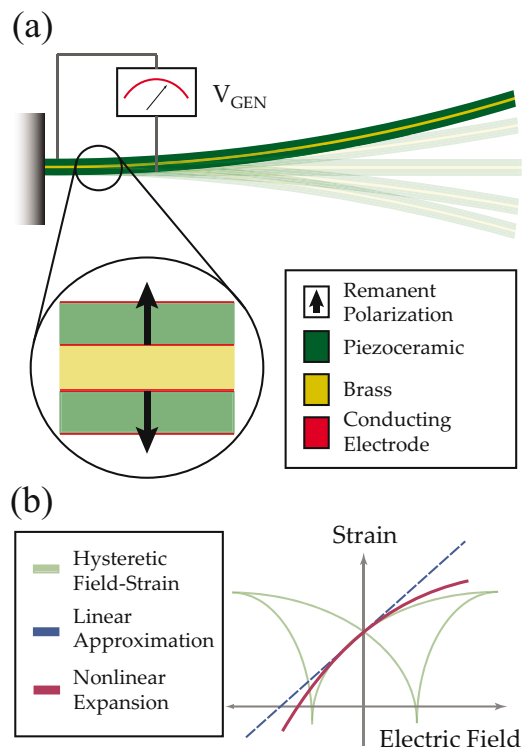 (a)
V_GEN
Remanent
Polarization
Piezoceramic
Brass
Conducting
Electrode
(b)
Hysteretic
Field-Strain
Linear
Approximation
Nonlinear
Expansion
Strain
Electric Field